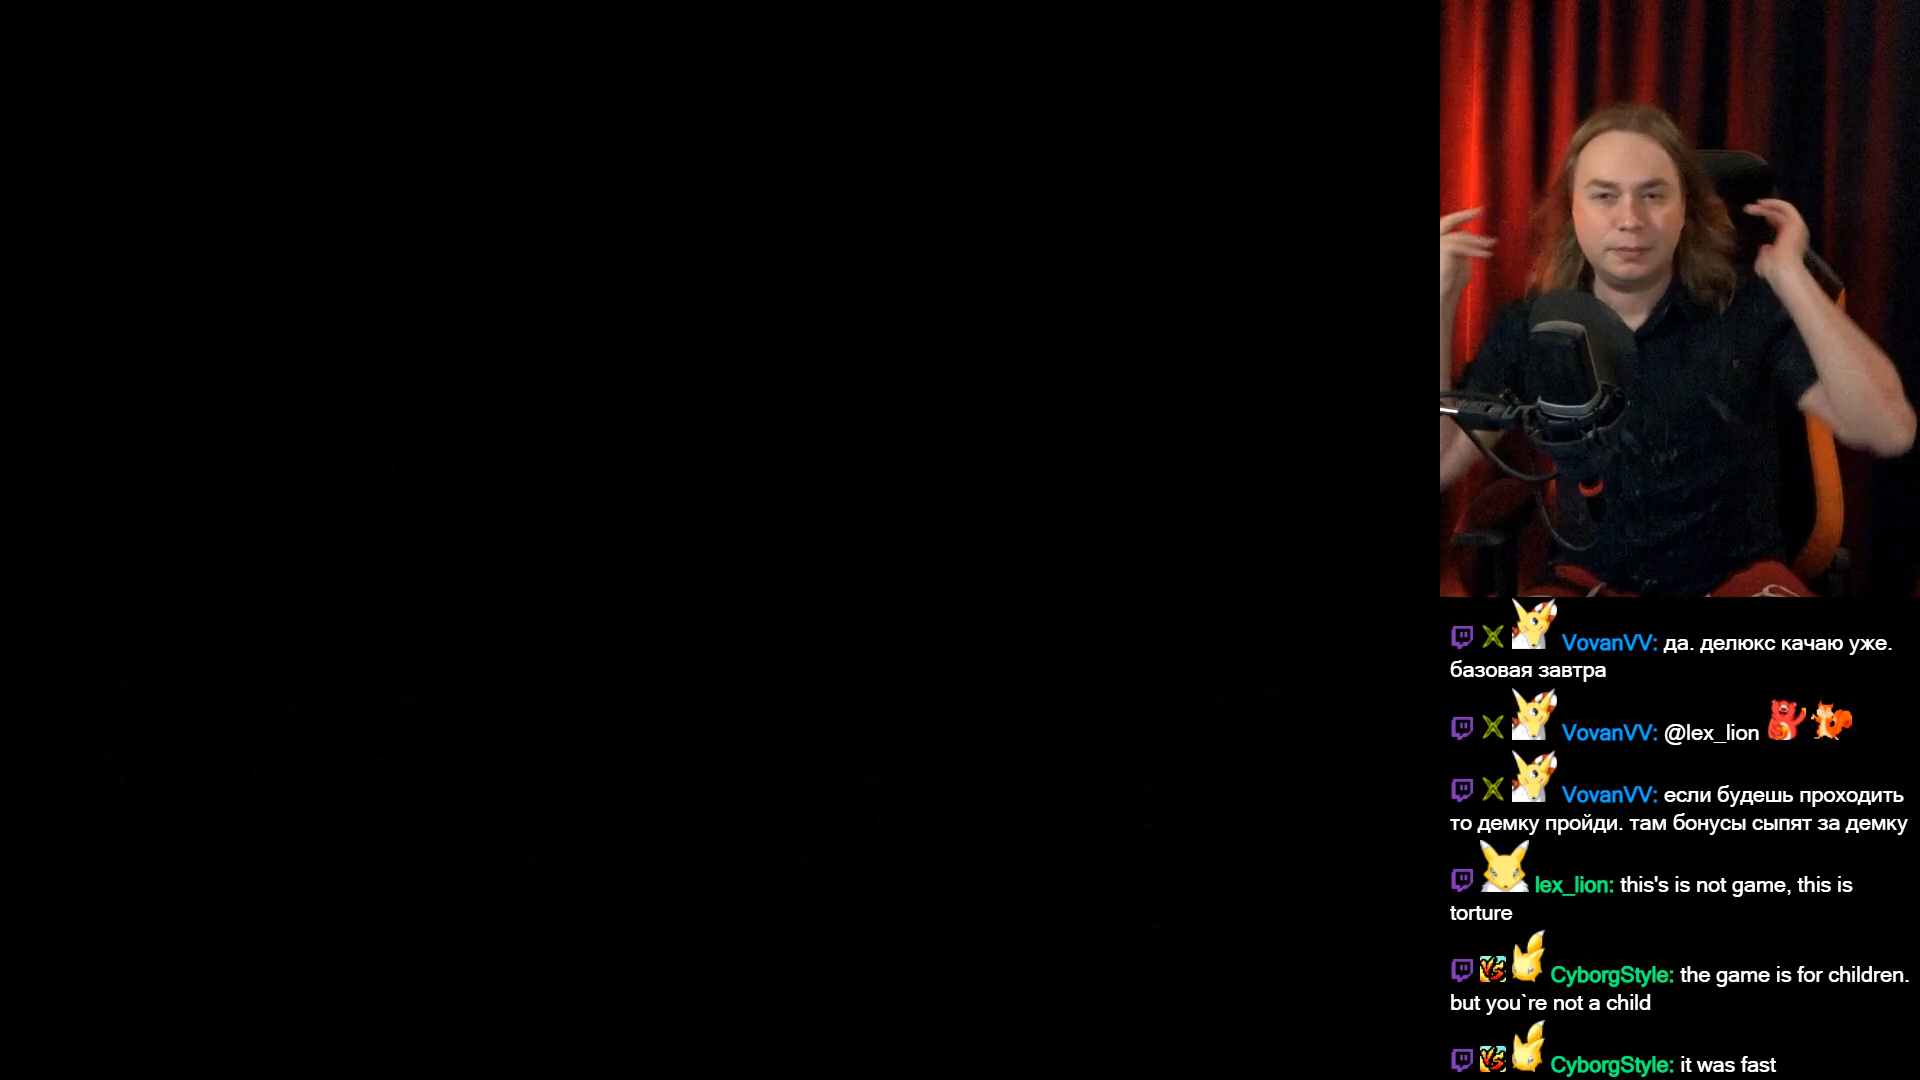 VovanVV: да. делюкс качаю уже.
базовая завтра
VovanVV: @lex_lion
VovanVV: если будешь проходить
то демку пройди. там бонусы сыпят за демку
lex_lion: this's is not game, this is
torture
CyborgStyle: the game is for children.
but you`re not a child
CyborgStyle: it was fast